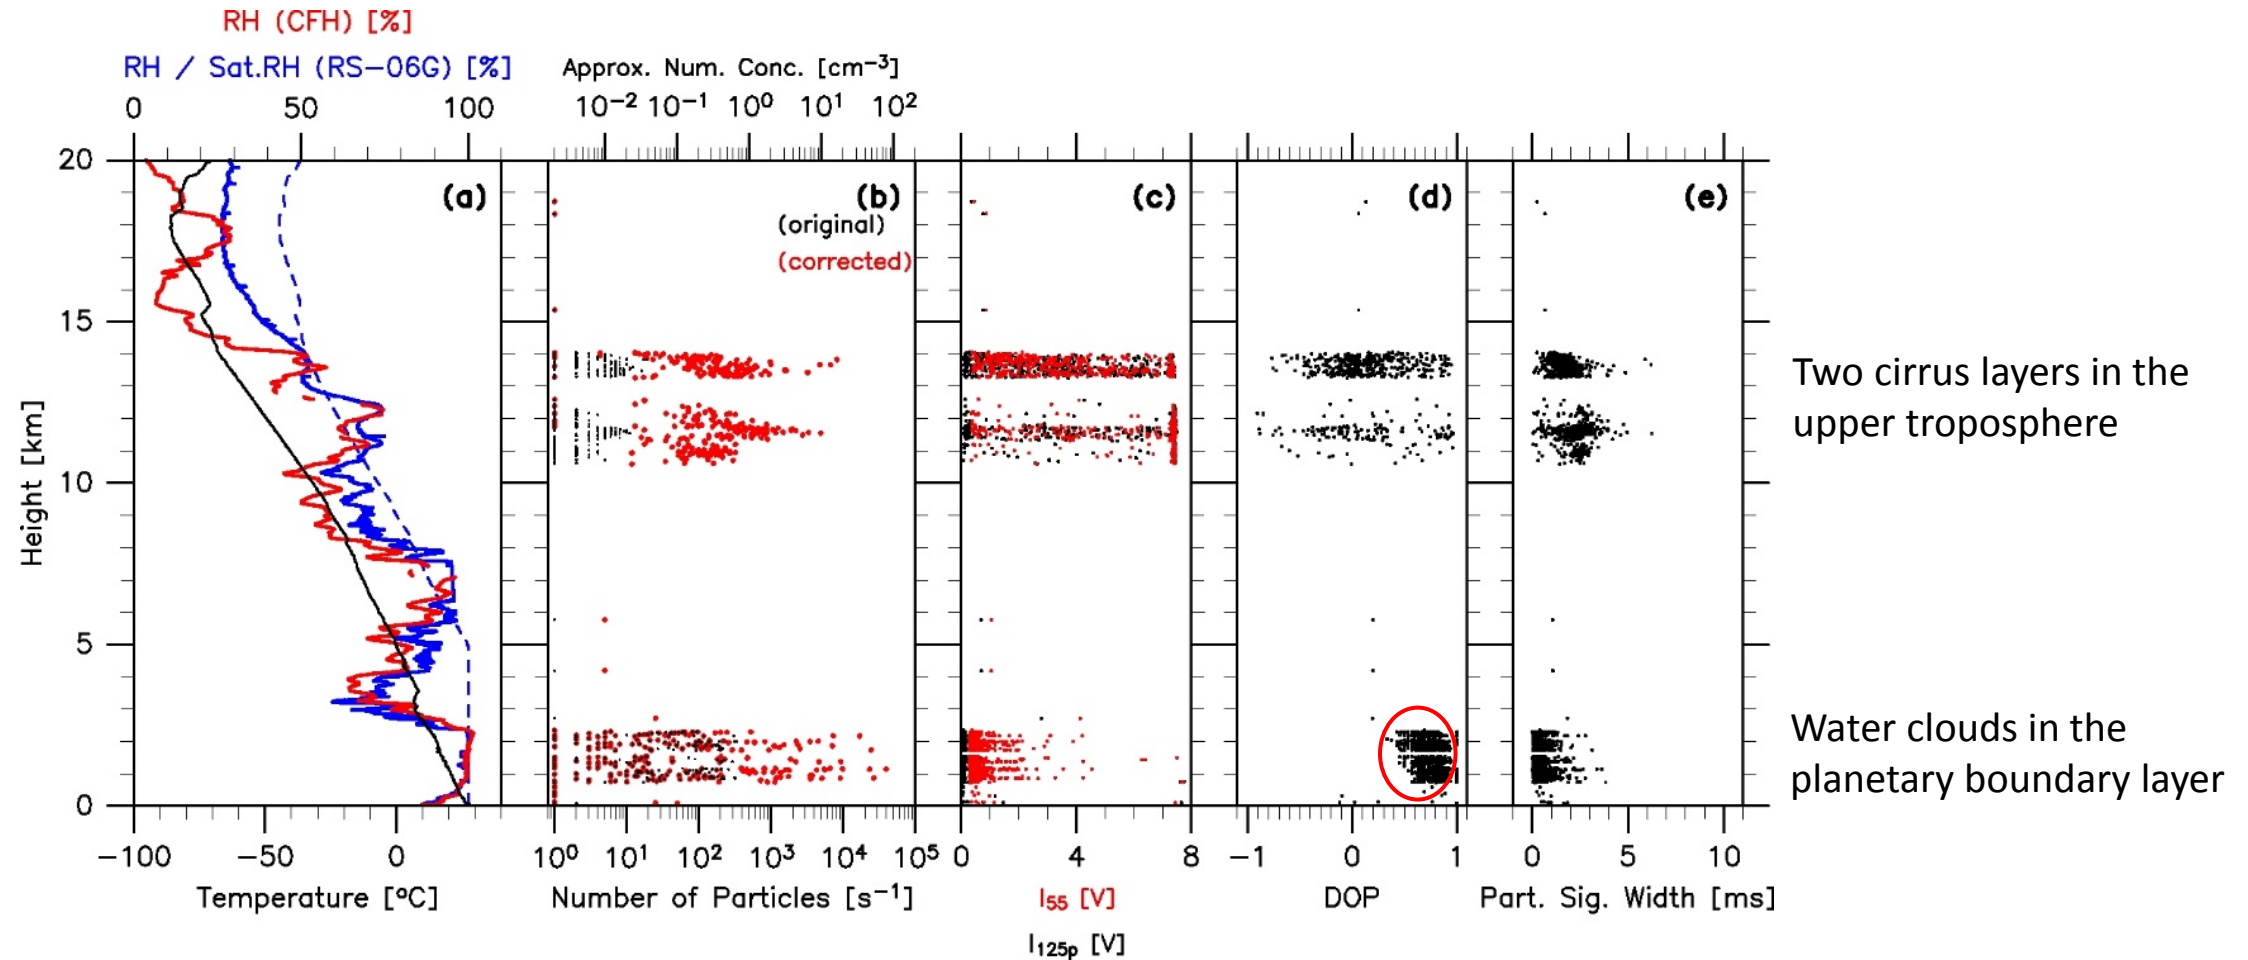 RH (CFH) [%]
RH / Sat.RH (RS−06G) [%]
0 50 100
Approx. Num. Conc. [cm−3]
10−2 10−1 100 101 102
20
15
10
5
0
Height [km]
(a)
(b)
(original)
(corrected)
(c)
(d)
(e)
Two cirrus layers in the
upper troposphere
Water clouds in the
planetary boundary layer
−100 −50 0
Temperature [°C]
100 101 102 103 104 105
Number of Particles [s−1]
0 4 8
I55 [V]
I125p [V]
−1 0 1
DOP
0 5 10
Part. Sig. Width [ms]